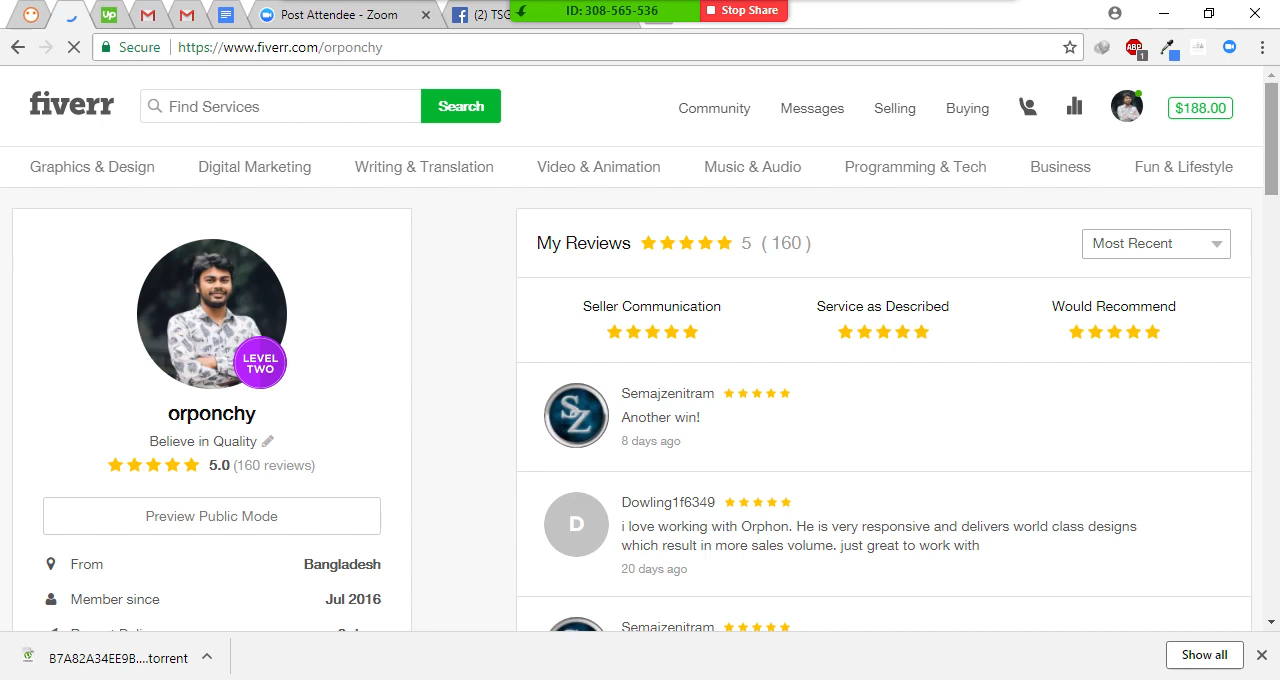 Up
Post Attendee - Zoom
(2) TSG
ID: 308-565-536
Stop Share
Secure
https://www.fiverr.com/orponchy
ABP
1
fiverr
Find Services
Search
Community
Messages
Selling
Buying
$188.00
Graphics & Design
Digital Marketing
Writing & Translation
Video & Animation
Music & Audio
Programming & Tech
Business
Fun & Lifestyle
LEVEL
TWO
orponchy
Believe in Quality
5.0 (160 reviews)
Preview Public Mode
From
Bangladesh
Member since
Jul 2016
My Reviews
5 ( 160 )
Most Recent
Seller Communication
Service as Described
Would Recommend
SZ
Semajzenitram
Another win!
8 days ago
D
Dowling1f6349
i love working with Orphon. He is very responsive and delivers world class designs
which result in more sales volume. just great to work with
20 days ago
Semajzenitram
B7A82A34EE9B....torrent
Show all